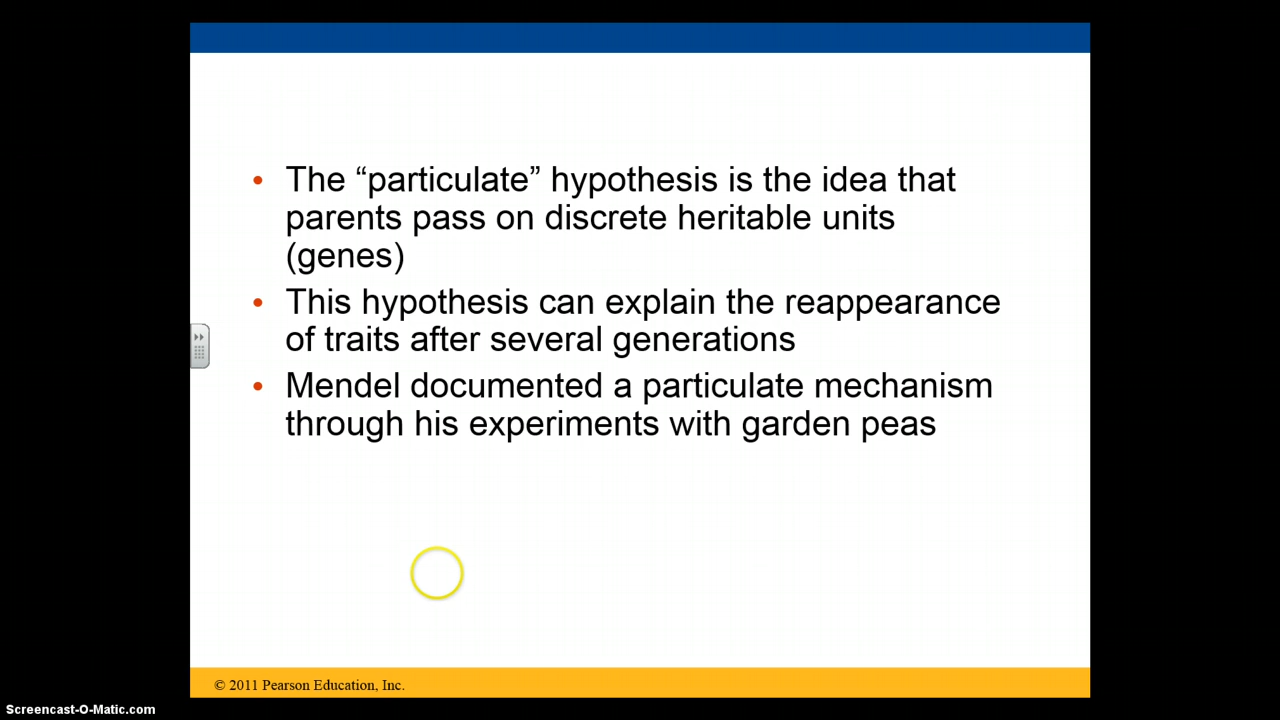 • The “particulate” hypothesis is the idea that
parents pass on discrete heritable units
(genes)
• This hypothesis can explain the reappearance
of traits after several generations
• Mendel documented a particulate mechanism
through his experiments with garden peas
© 2011 Pearson Education, Inc.
Screencast-O-Matic.com